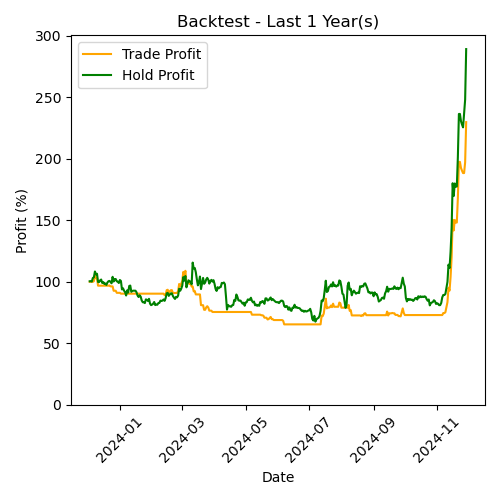 Backtest - Last 1 Year(s)
Trade Profit
Hold Profit
Profit (%)
300
250
200
150
100
50
0
2024-01
2024-03
2024-05
2024-07
2024-09
2024-11
Date